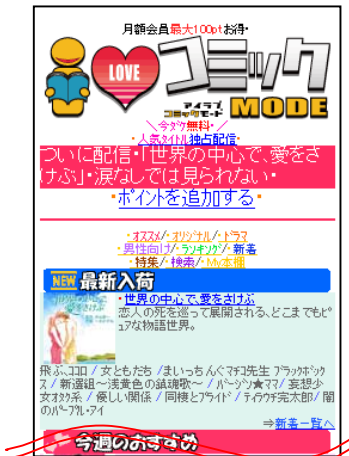 月額会員最大100ptお得・
LOVE
コミック
アイラブ
コミックモード
MODE
＼今ダケ無料・／
・人気タイトル独占配信・
ついに配信・「世界の中心で、愛をさ
けぶ」・涙なしでは見られない・
・ポイントを追加する・
・オススメ/・オリジナル/・ドラマ
・男性向け/・ランキング/・新着
・特集/・検索/・My本棚
NEW 最新入荷
・世界の中心で、愛をさけぶ
恋人の死を巡って展開される、どこまでもピ
ュアな物語世界。
飛ぶ、ココロ / 女ともだち /まいっちんぐマチコ先生 ブラックボック
ス / 新選組～浅黄色の鎮魂歌～ / バージン★ママ/ 妄想少
女オタク系 / 優しい関係 / 同棲とプライド / テイクウチ完太郎/ 闇
のパープル・アイ
⇒新着一覧へ
今週のおすすめ